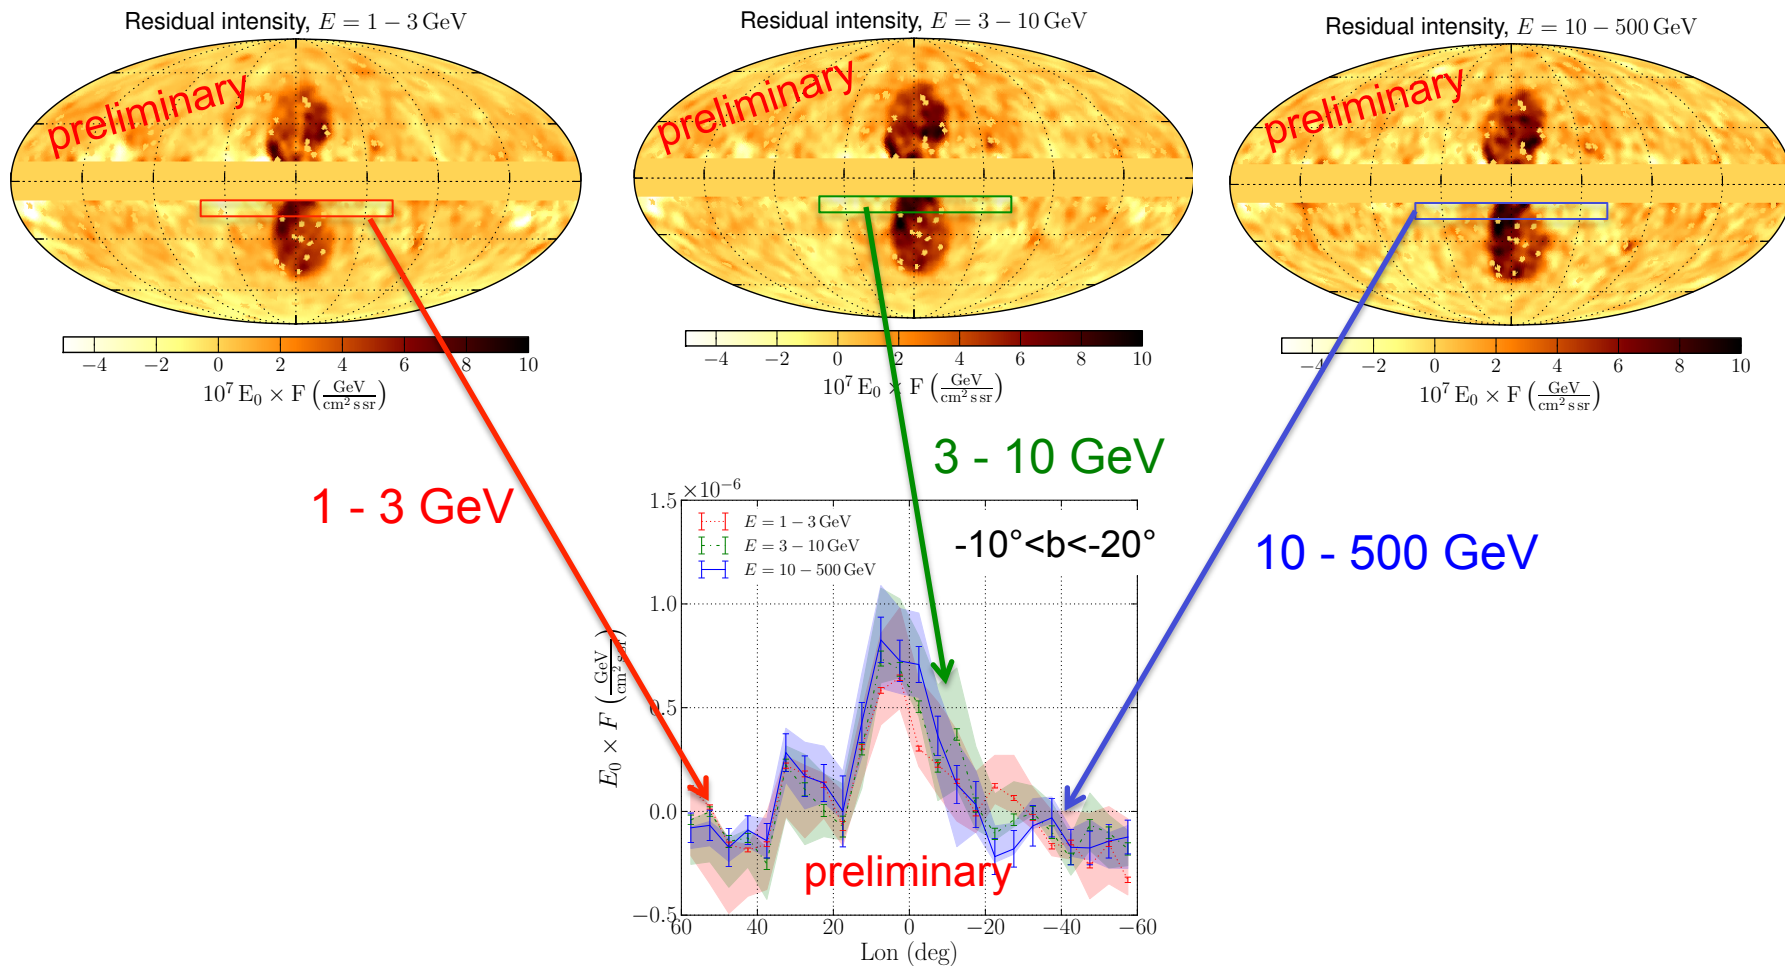 Residual intensity, E = 1 − 3 GeV
preliminary
−4 −2 0 2 4 6 8 10
10^7 E_0 × F (GeV / cm^2 s sr)
Residual intensity, E = 3 − 10 GeV
preliminary
−4 −2 0 2 4 6 8 10
10^7 E_0 × F (GeV / cm^2 s sr)
Residual intensity, E = 10 − 500 GeV
preliminary
−4 −2 0 2 4 6 8 10
10^7 E_0 × F (GeV / cm^2 s sr)
1 - 3 GeV
3 - 10 GeV
10 - 500 GeV
×10^−6
1.5
1.0
0.5
0.0
−0.5
E_0 × F (GeV / cm^2 s sr)
E = 1 − 3 GeV
E = 3 − 10 GeV
E = 10 − 500 GeV
-10°<b<-20°
preliminary
60 40 20 0 −20 −40 −60
Lon (deg)